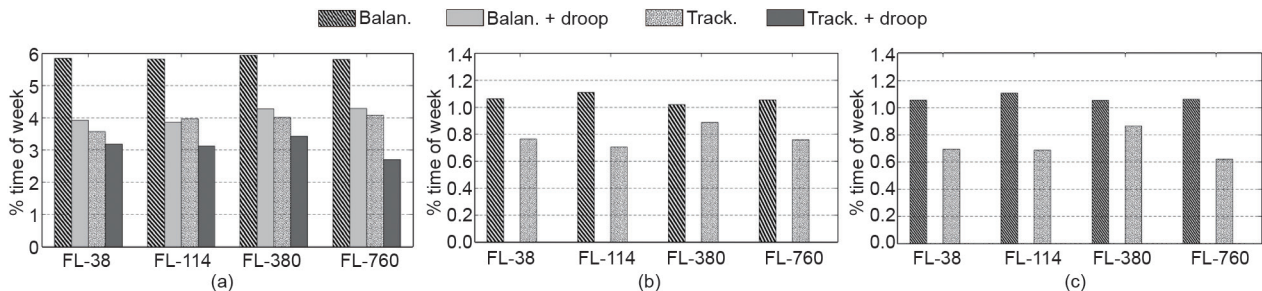 Balan.
Balan. + droop
Track.
Track. + droop
% time of week
6
5
4
3
2
1
0
FL-38 FL-114 FL-380 FL-760
(a)
% time of week
1.4
1.2
1.0
0.8
0.6
0.4
0.2
0.0
FL-38 FL-114 FL-380 FL-760
(b)
% time of week
1.4
1.2
1.0
0.8
0.6
0.4
0.2
0.0
FL-38 FL-114 FL-380 FL-760
(c)